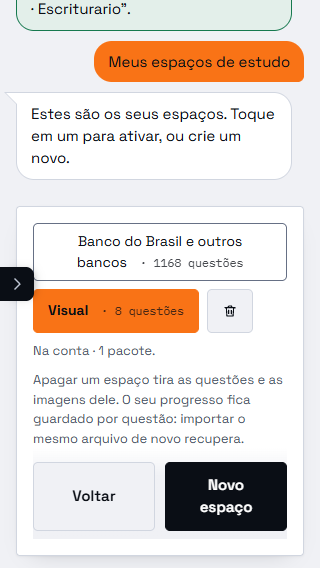 · Escriturario”.
Meus espaços de estudo
Estes são os seus espaços. Toque
em um para ativar, ou crie um
novo.
Banco do Brasil e outros
bancos · 1168 questões
Visual · 8 questões
Na conta · 1 pacote.
Apagar um espaço tira as questões e as
imagens dele. O seu progresso fica
guardado por questão: importar o
mesmo arquivo de novo recupera.
Voltar
Novo
espaço